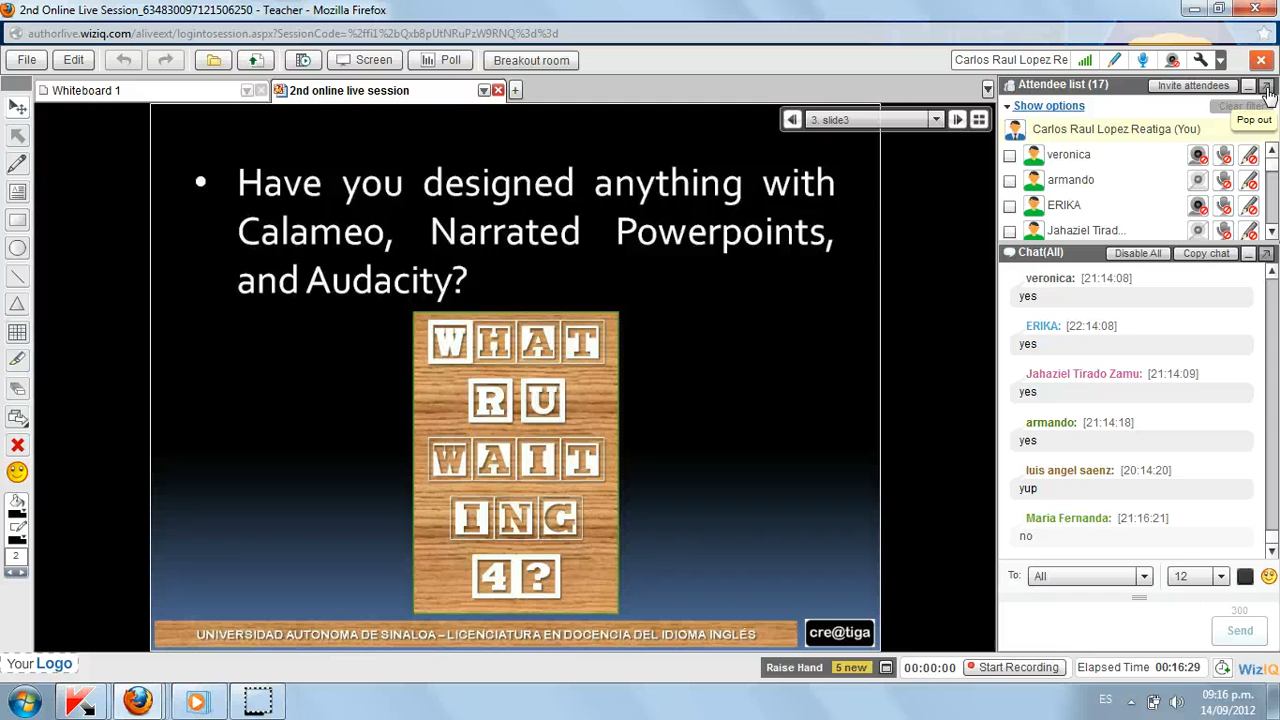 2nd Online Live Session_634830097121506250 - Teacher - Mozilla Firefox
authorlive.wiziq.com/aliveext/logintosession.aspx?SessionCode=%2ffi1%2bQxb8pUtNRuPzW9RNQ%3d%3d
File Edit Screen Poll Breakout room Carlos Raul Lopez Re
Whiteboard 1 2nd online live session +
3. slide3
Have you designed anything with
Calameo, Narrated Powerpoints,
and Audacity?
WHAT
R U
WAIT
ING
4?
UNIVERSIDAD AUTONOMA DE SINALOA – LICENCIATURA EN DOCENCIA DEL IDIOMA INGLÉS
cre@tiga
2
Attendee list (17) Invite attendees
Show options Clear filter
Pop out
Carlos Raul Lopez Reatiga (You)
veronica
armando
ERIKA
Jahaziel Tirad...
Chat(All) Disable All Copy chat
veronica: [21:14:08]
yes
ERIKA: [22:14:08]
yes
Jahaziel Tirado Zamu: [21:14:09]
yes
armando: [21:14:18]
yes
luis angel saenz: [20:14:20]
yup
Maria Fernanda: [21:16:21]
no
To: All 12
300
Send
Your Logo
Raise Hand 5 new 00:00:00 Start Recording Elapsed Time 00:16:29 WizIQ
ES 09:16 p.m.
14/09/2012